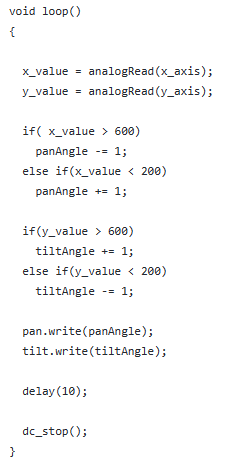 void loop()
{
x_value = analogRead(x_axis);
y_value = analogRead(y_axis);
if( x_value > 600)
panAngle -= 1;
else if(x_value < 200)
panAngle += 1;
if(y_value > 600)
tiltAngle += 1;
else if(y_value < 200)
tiltAngle -= 1;
pan.write(panAngle);
tilt.write(tiltAngle);
delay(10);
dc_stop();
}